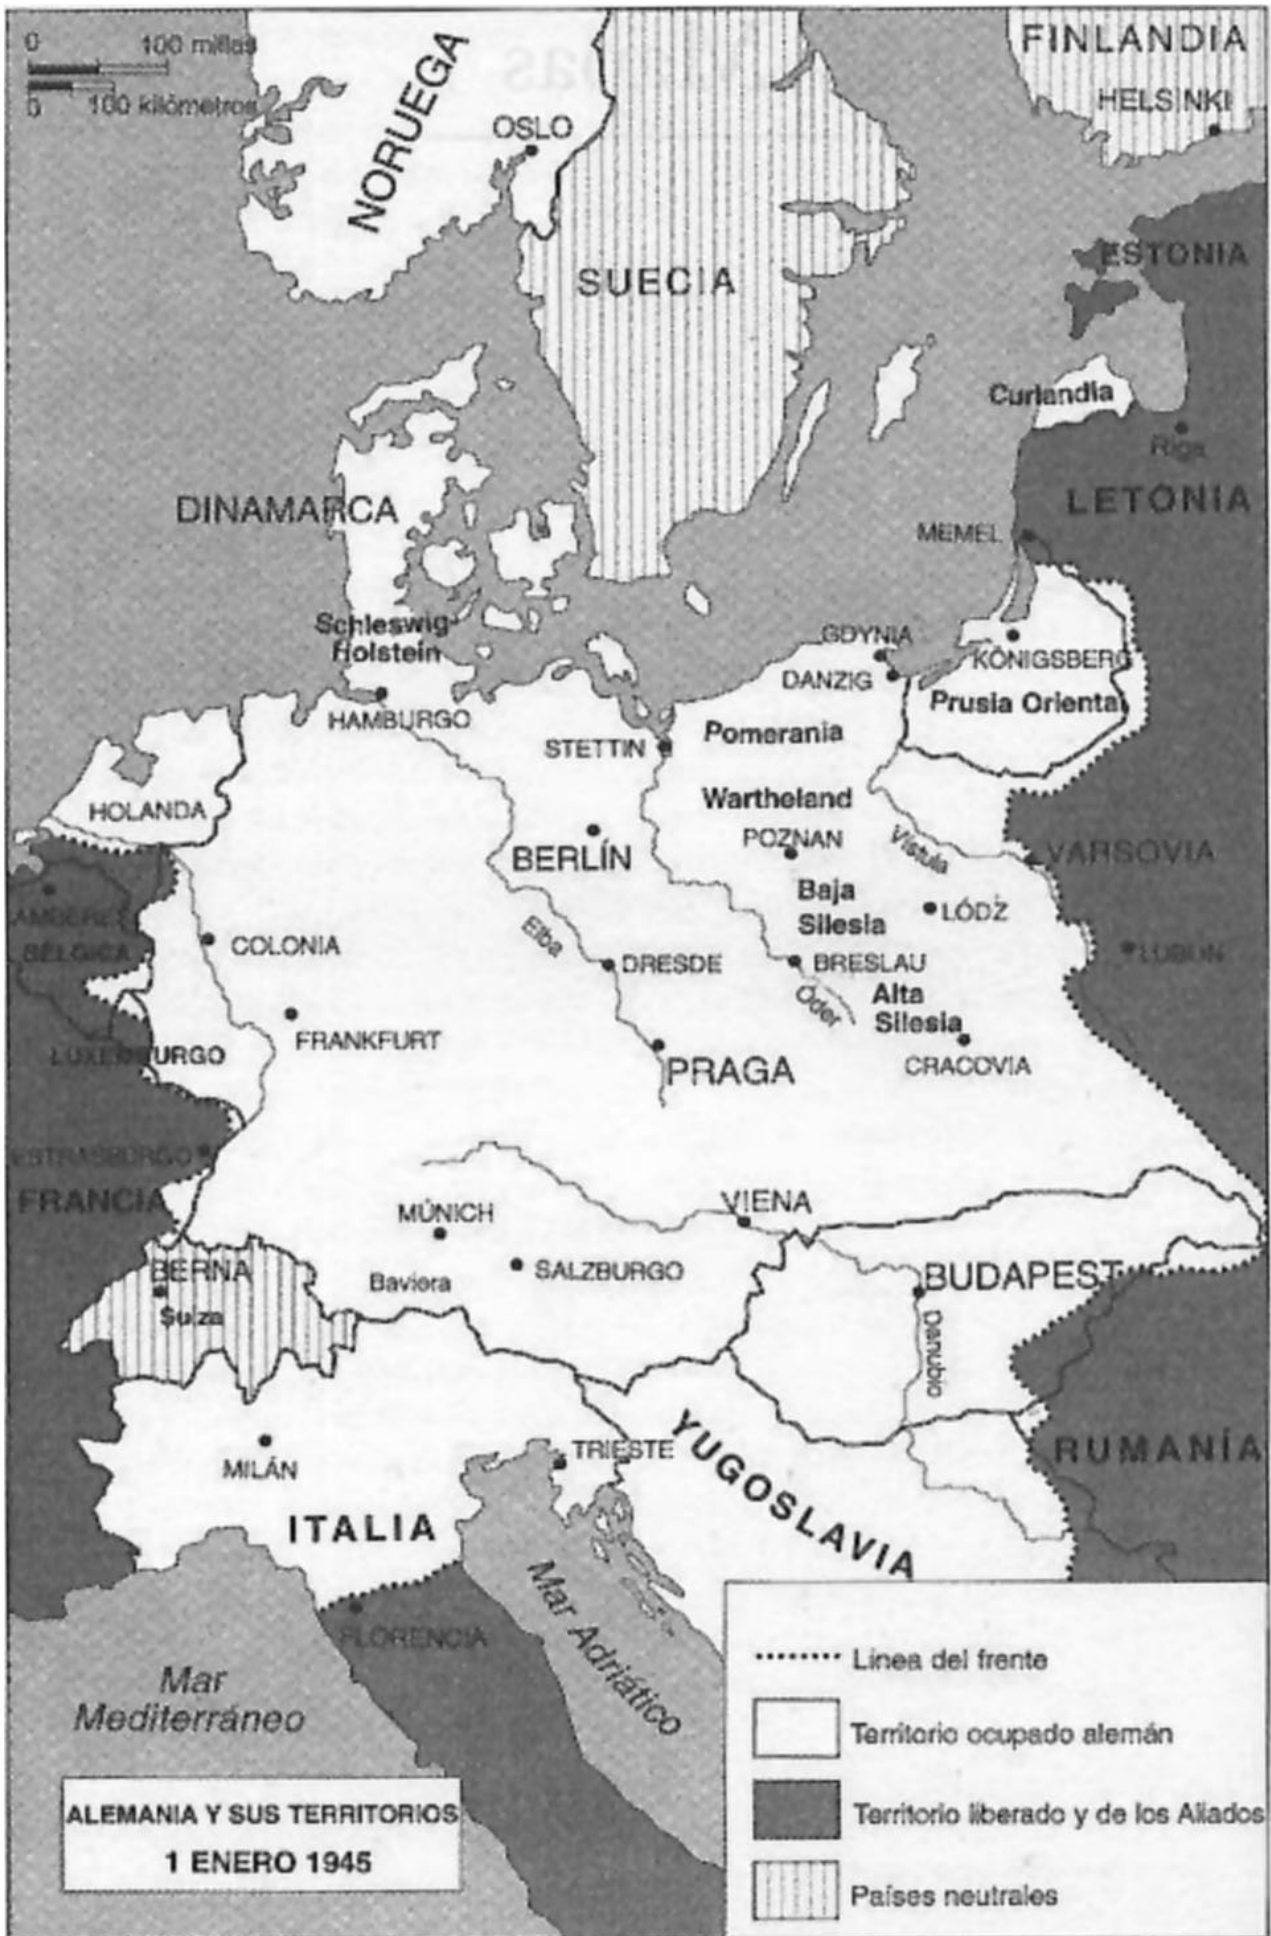 0 100 millas
0 100 kilómetros
NORUEGA
OSLO
FINLANDIA
HELSINKI
SUECIA
ESTONIA
Curlandia
Riga
LETONIA
DINAMARCA
MEMEL
Schleswig-
Holstein
GDYNIA
KÖNIGSBERG
DANZIG
Prusia Oriental
HAMBURGO
STETTIN
Pomerania
HOLANDA
Wartheland
POZNAN
BERLÍN
Vístula
VARSOVIA
Baja
Silesia
LÓDZ
AMBERES
BÉLGICA
COLONIA
Elba
DRESDE
BRESLAU
LUBLIN
Oder
Alta
Silesia
FRANKFURT
CRACOVIA
LUXEMBURGO
PRAGA
ESTRASBURGO
FRANCIA
MÚNICH
VIENA
BERNA
Suiza
Baviera
SALZBURGO
BUDAPEST
Danubio
YUGOSLAVIA
RUMANÍA
TRIESTE
MILÁN
ITALIA
Mar Adriático
FLORENCIA
Mar
Mediterráneo
Línea del frente
Territorio ocupado alemán
Territorio liberado y de los Aliados
Países neutrales
ALEMANIA Y SUS TERRITORIOS
1 ENERO 1945